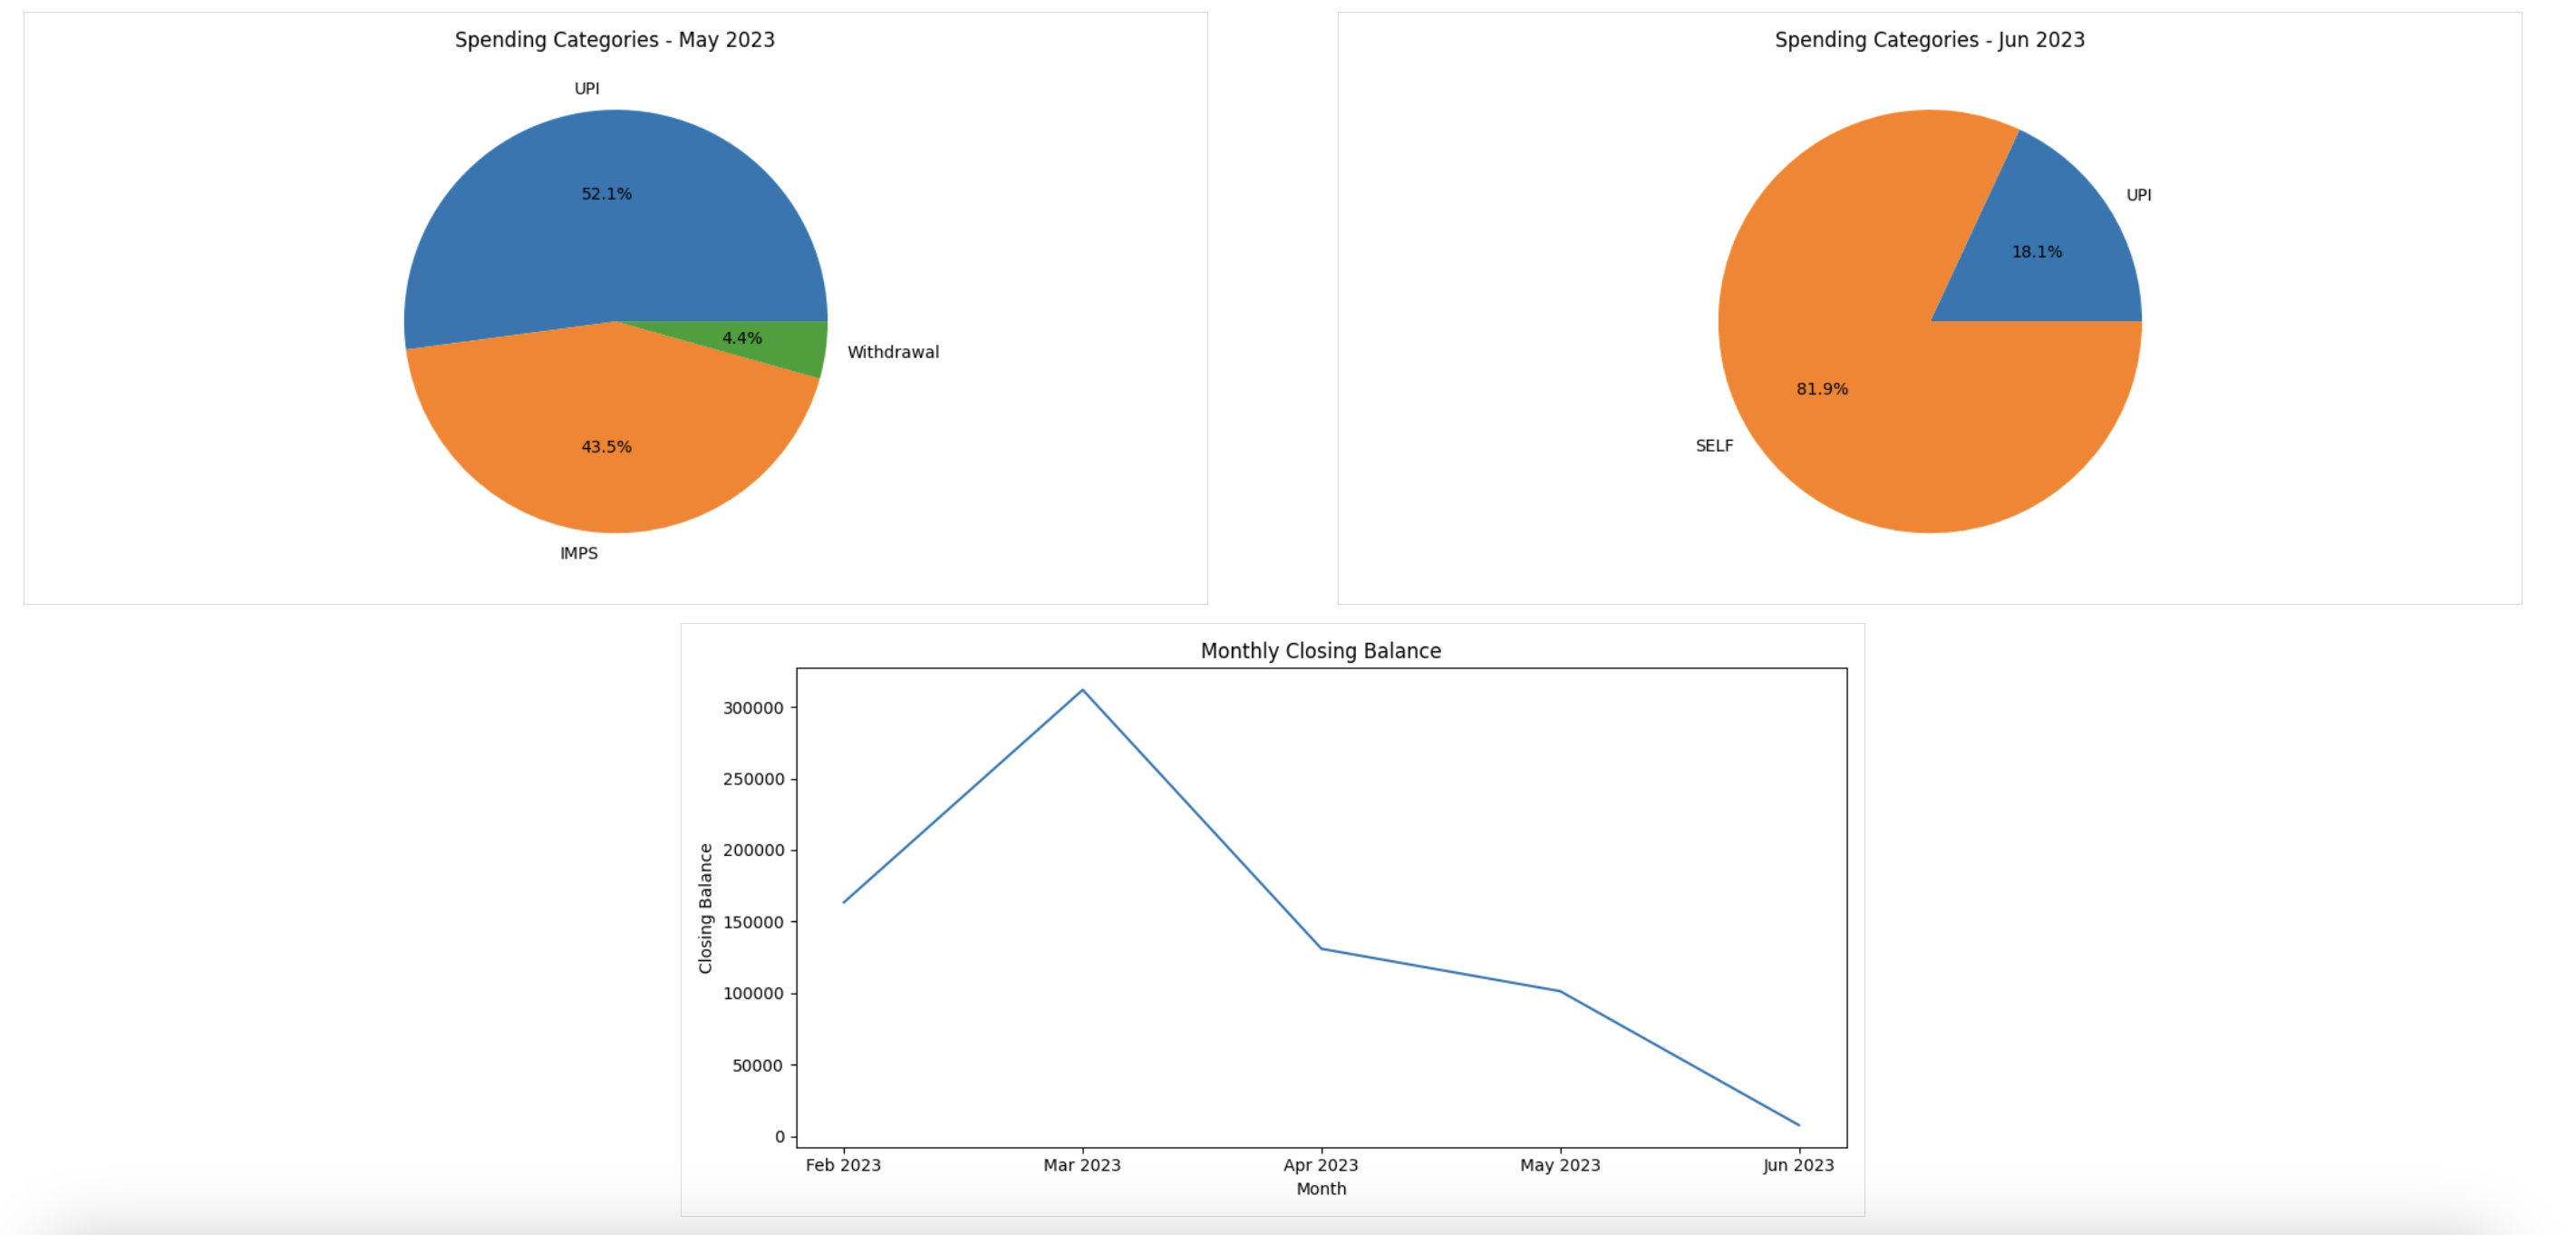 Spending Categories - May 2023
UPI
52.1%
4.4%
Withdrawal
43.5%
IMPS
Spending Categories - Jun 2023
UPI
18.1%
81.9%
SELF
Monthly Closing Balance
300000
250000
200000
150000
100000
50000
0
Closing Balance
Feb 2023
Mar 2023
Apr 2023
May 2023
Jun 2023
Month